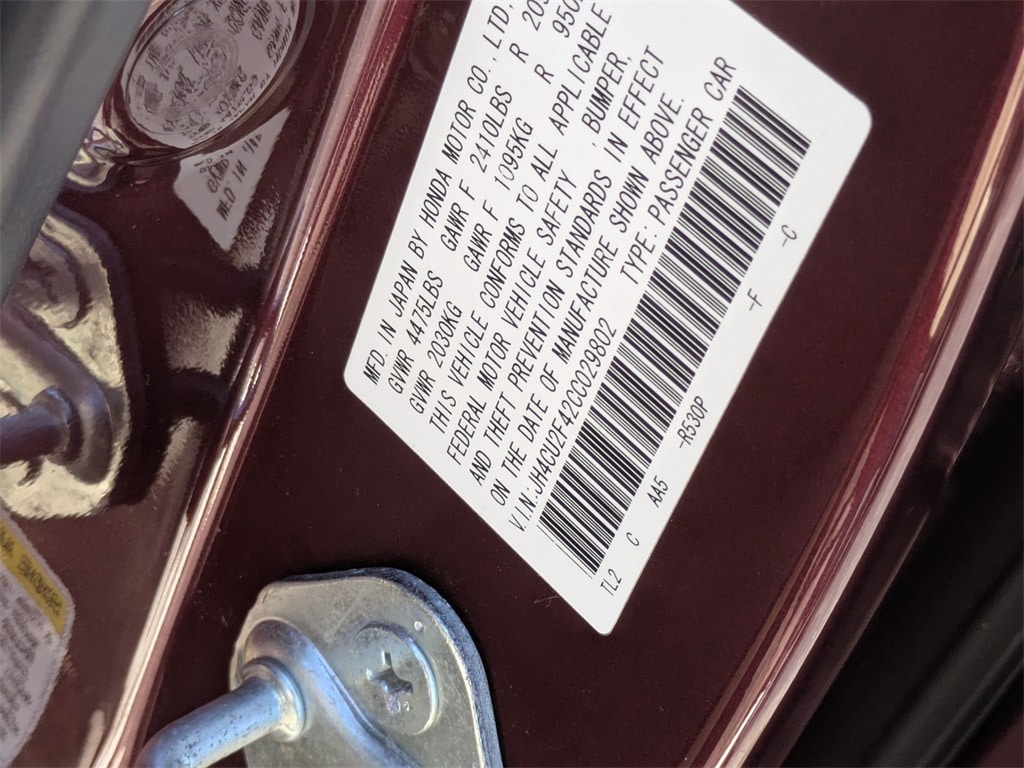 MFD. IN JAPAN BY HONDA MOTOR CO., LTD.
GVWR 4475LBS GAWR F 2410LBS R
GVWR 2030KG GAWR F 1095KG R
THIS VEHICLE CONFORMS TO ALL APPLICABLE
FEDERAL MOTOR VEHICLE SAFETY ,BUMPER,
AND THEFT PREVENTION STANDARDS IN EFFECT
ON THE DATE OF MANUFACTURE SHOWN ABOVE.
V.I.N:JH4CU2F42CC029802 TYPE:PASSENGER CAR
TL2 C AA5 -R530P -F -C